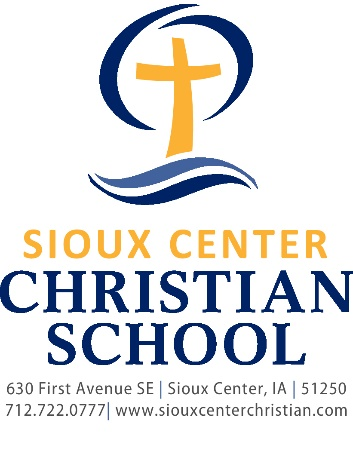 SIOUX CENTER
CHRISTIAN
SCHOOL
630 First Avenue SE | Sioux Center, IA | 51250
712.722.0777| www.siouxcenterchristian.com